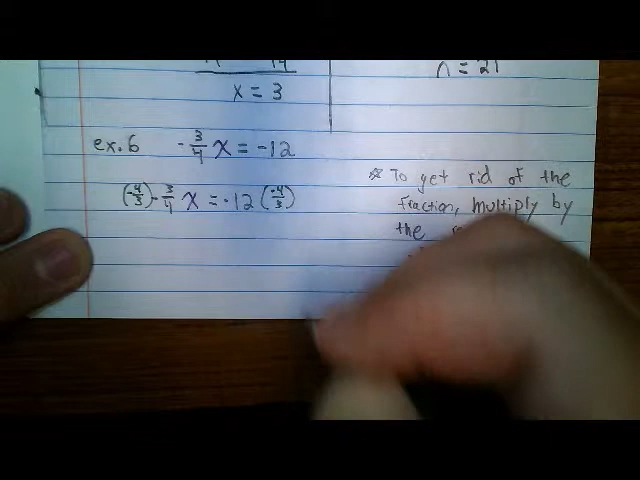 x = 3
n = 21
ex. 6 -3/4 x = -12
(-4/3) -3/4 x = -12 (-4/3)
* To get rid of the
fraction, multiply by
the